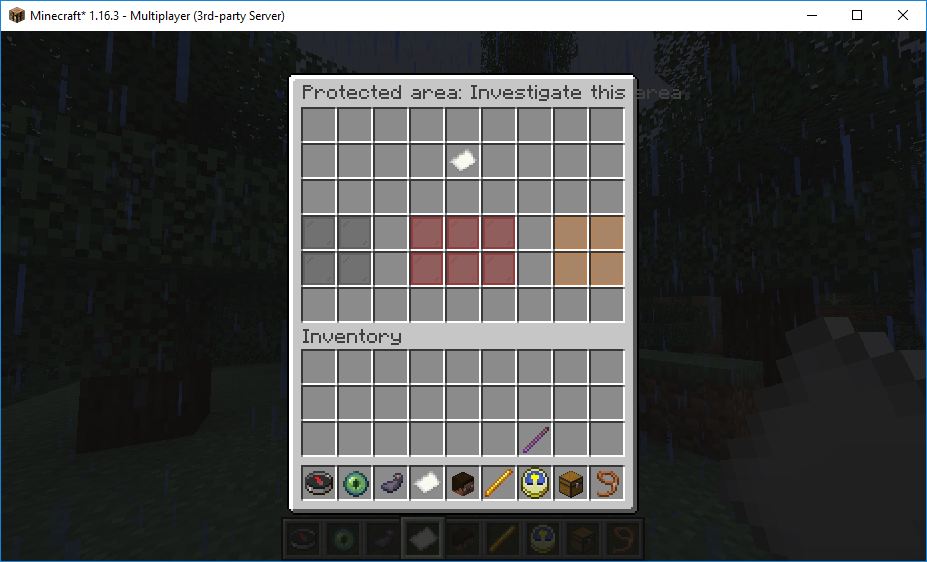 Minecraft* 1.16.3 - Multiplayer (3rd-party Server)
Protected area: Investigate this area.
Inventory